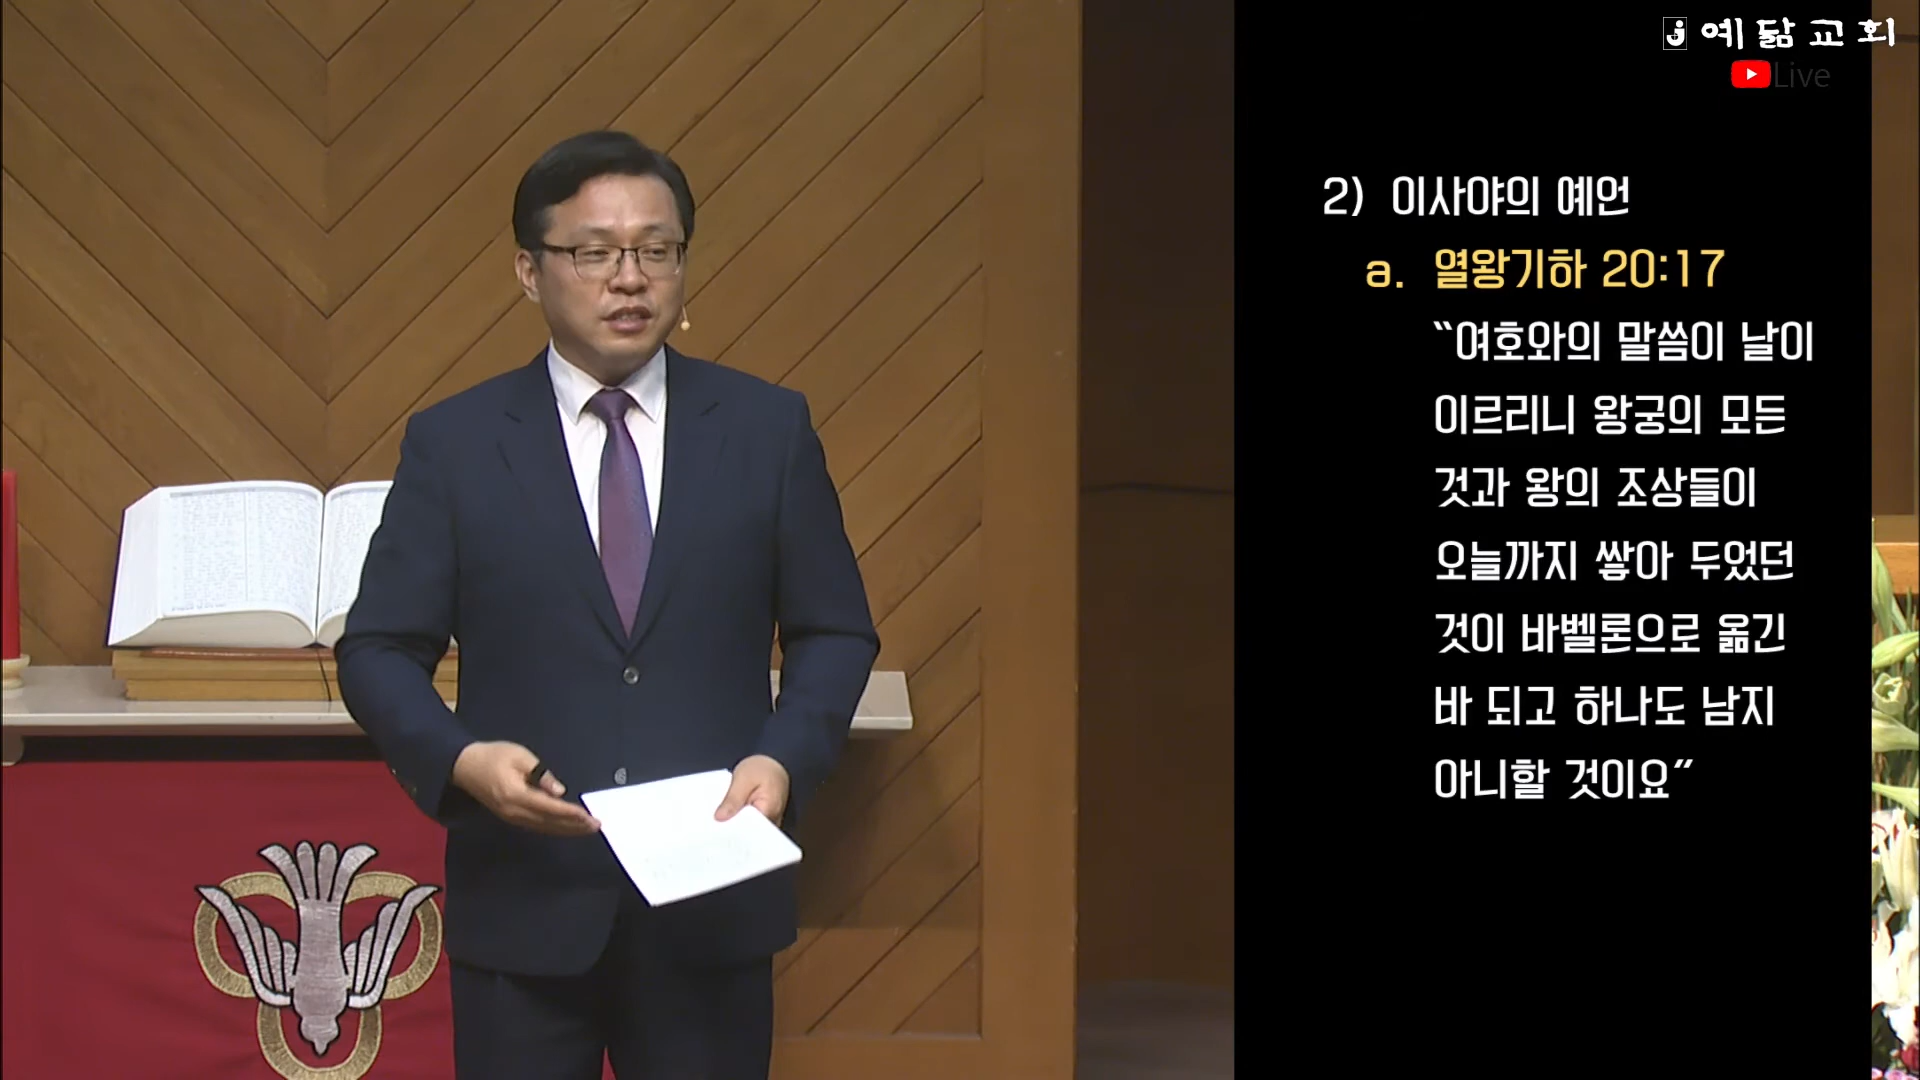 예닮교회
Live
2) 이사야의 예언
a. 열왕기하 20:17
“여호와의 말씀이 날이
이르리니 왕궁의 모든
것과 왕의 조상들이
오늘까지 쌓아 두었던
것이 바벨론으로 옮긴
바 되고 하나도 남지
아니할 것이요”